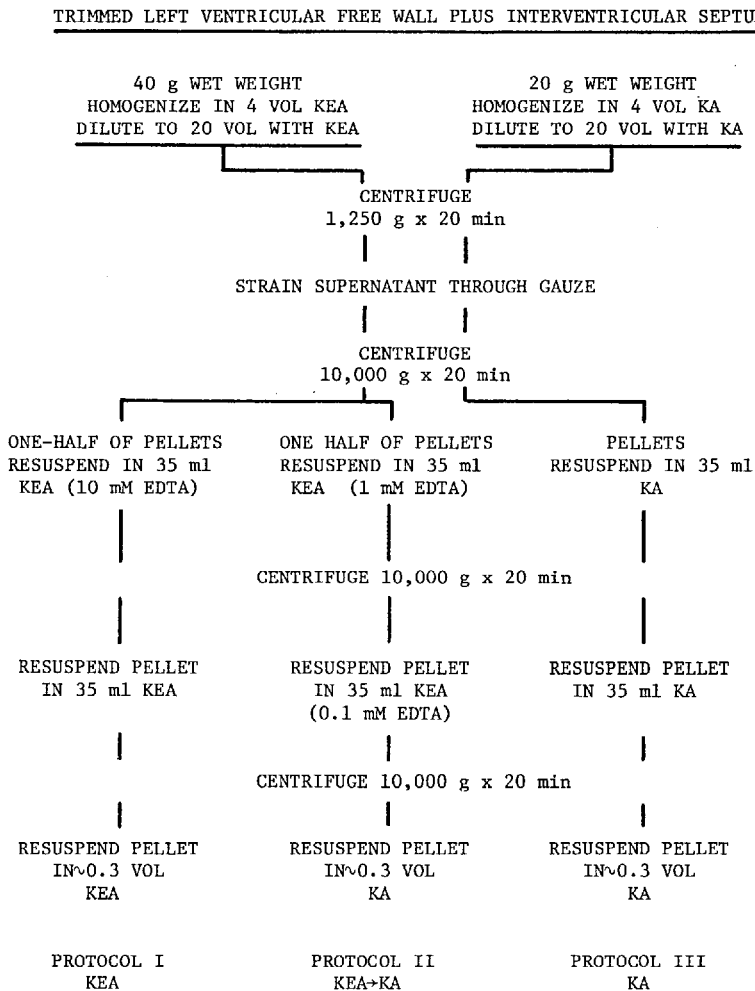 TRIMMED LEFT VENTRICULAR FREE WALL PLUS INTERVENTRICULAR SEPTU
40 g WET WEIGHT
HOMOGENIZE IN 4 VOL KEA
DILUTE TO 20 VOL WITH KEA
20 g WET WEIGHT
HOMOGENIZE IN 4 VOL KA
DILUTE TO 20 VOL WITH KA
CENTRIFUGE
1,250 g x 20 min
STRAIN SUPERNATANT THROUGH GAUZE
CENTRIFUGE
10,000 g x 20 min
ONE-HALF OF PELLETS
RESUSPEND IN 35 ml
KEA (10 mM EDTA)
ONE HALF OF PELLETS
RESUSPEND IN 35 ml
KEA (1 mM EDTA)
PELLETS
RESUSPEND IN 35 ml
KA
CENTRIFUGE 10,000 g x 20 min
RESUSPEND PELLET
IN 35 ml KEA
RESUSPEND PELLET
IN 35 ml KEA
(0.1 mM EDTA)
RESUSPEND PELLET
IN 35 ml KA
CENTRIFUGE 10,000 g x 20 min
RESUSPEND PELLET
IN∿0.3 VOL
KEA
RESUSPEND PELLET
IN∿0.3 VOL
KA
RESUSPEND PELLET
IN∿0.3 VOL
KA
PROTOCOL I
KEA
PROTOCOL II
KEA→KA
PROTOCOL III
KA